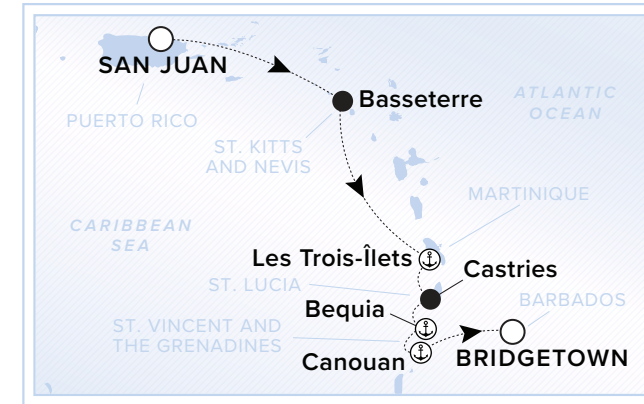 SAN JUAN
PUERTO RICO
Basseterre
ST. KITTS
AND NEVIS
ATLANTIC
OCEAN
CARIBBEAN
SEA
MARTINIQUE
Les Trois-Îlets
Castries
ST. LUCIA
Bequia
BARBADOS
ST. VINCENT AND
THE GRENADINES
Canouan
BRIDGETOWN